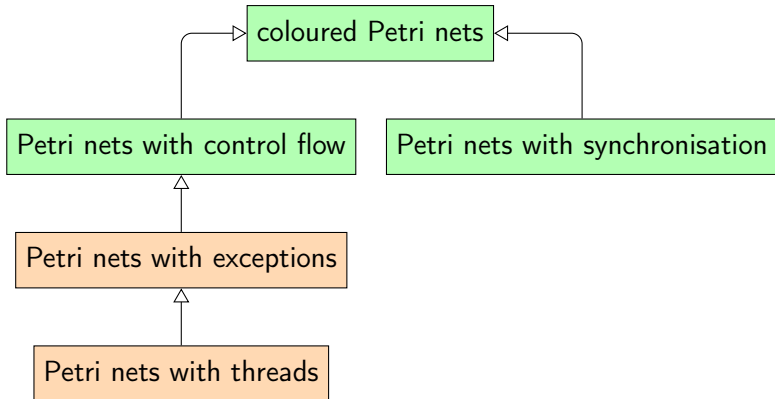 coloured Petri nets
Petri nets with control flow
Petri nets with synchronisation
Petri nets with exceptions
Petri nets with threads